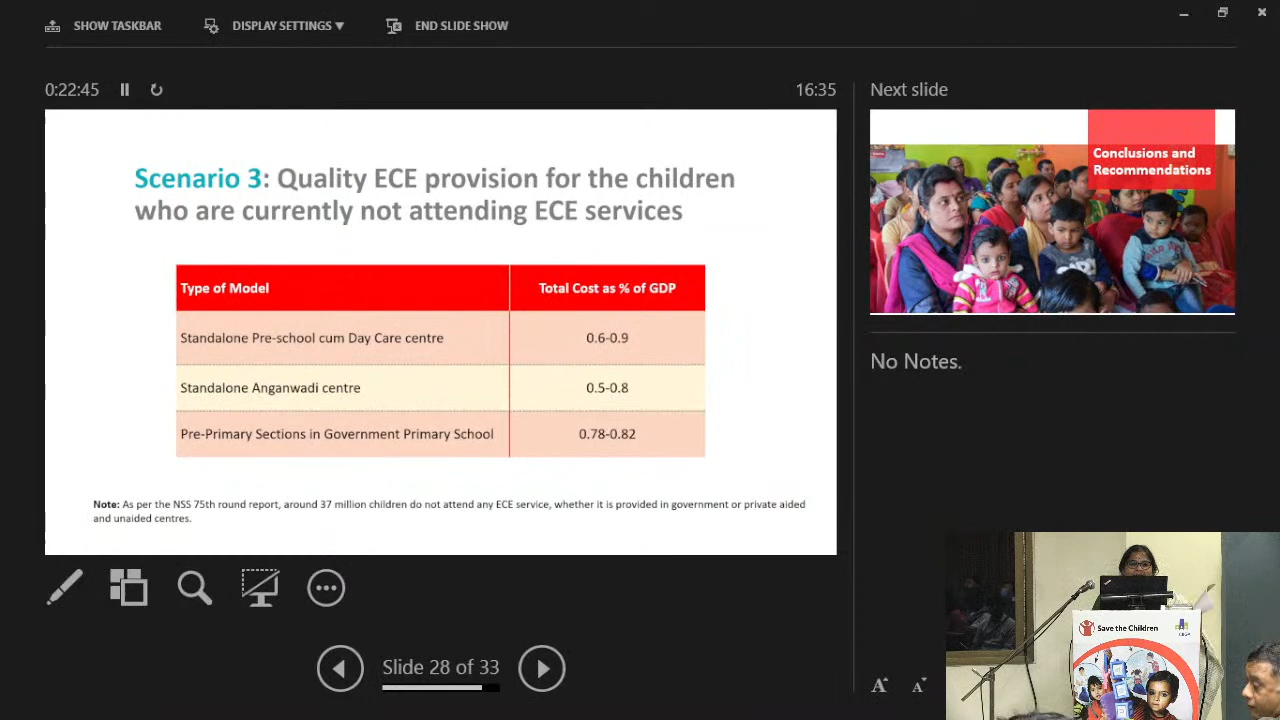 SHOW TASKBAR
DISPLAY SETTINGS ▼
END SLIDE SHOW
0:22:45
16:35
Next slide
Scenario 3: Quality ECE provision for the children
who are currently not attending ECE services
Type of Model
Total Cost as % of GDP
Standalone Pre-school cum Day Care centre
0.6-0.9
Standalone Anganwadi centre
0.5-0.8
Pre-Primary Sections in Government Primary School
0.78-0.82
Note: As per the NSS 75th round report, around 37 million children do not attend any ECE service, whether it is provided in government or private aided
and unaided centres.
Conclusions and
Recommendations
No Notes.
Slide 28 of 33
A
A
Save the Children
CBGA